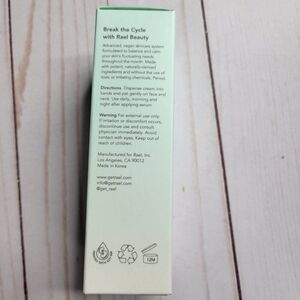 Break the Cycle
with Rael Beauty
Advanced, vegan skincare system
formulated to balance and calm
your skin's fluctuating needs
throughout the month. Made
with potent, naturally-derived
ingredients and without the use of
toxic or irritating chemicals. Period.
Directions Dispense cream into
hands and pat gently on face and
neck. Use daily, morning and
night after applying serum.
Warning For external use only.
If irritation or discomfort occurs,
discontinue use and consult
physician immediately. Avoid
contact with eyes. Keep out of
reach of children.
Manufactured for Rael, Inc.
Los Angeles, CA 90012
Made in Korea
www.getrael.com
info@getrael.com
@get_rael
12M